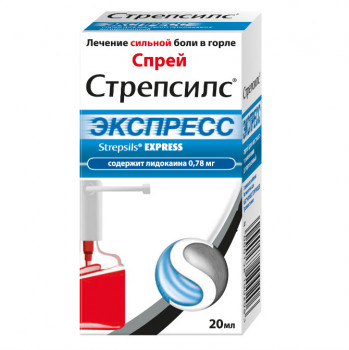 Лечение сильной боли в горле
Спрей
Стрепсилс®
ЭКСПРЕСС
Strepsils® EXPRESS
содержит лидокаина 0,78 мг
20мл